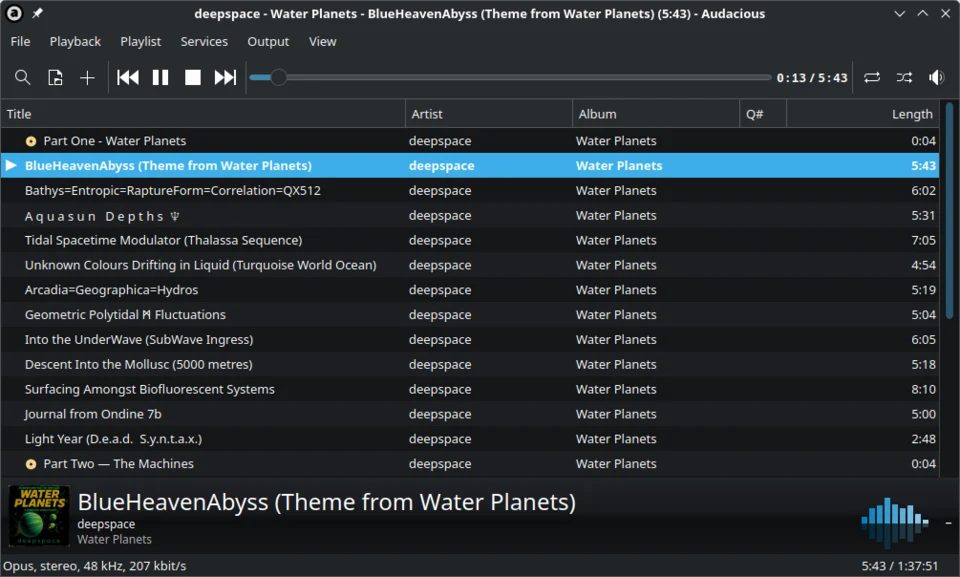 deepspace - Water Planets - BlueHeavenAbyss (Theme from Water Planets) (5:43) - Audacious
File Playback Playlist Services Output View
0:13 / 5:43
Title Artist Album Q# Length
Part One - Water Planets deepspace Water Planets 0:04
BlueHeavenAbyss (Theme from Water Planets) deepspace Water Planets 5:43
Bathys=Entropic=RaptureForm=Correlation=QX512 deepspace Water Planets 6:02
A q u a s u n   D e p t h s ♆ deepspace Water Planets 5:31
Tidal Spacetime Modulator (Thalassa Sequence) deepspace Water Planets 7:05
Unknown Colours Drifting in Liquid (Turquoise World Ocean) deepspace Water Planets 4:54
Arcadia=Geographica=Hydros deepspace Water Planets 5:19
Geometric Polytidal ϻ Fluctuations deepspace Water Planets 5:04
Into the UnderWave (SubWave Ingress) deepspace Water Planets 6:05
Descent Into the Mollusc (5000 metres) deepspace Water Planets 5:18
Surfacing Amongst Biofluorescent Systems deepspace Water Planets 8:10
Journal from Ondine 7b deepspace Water Planets 5:00
Light Year (D.e.a.d.  S.y.n.t.a.x.) deepspace Water Planets 2:48
Part Two — The Machines deepspace Water Planets 0:04
WATER
PLANETS
deepspace
BlueHeavenAbyss (Theme from Water Planets)
deepspace
Water Planets
Opus, stereo, 48 kHz, 207 kbit/s 5:43 / 1:37:51